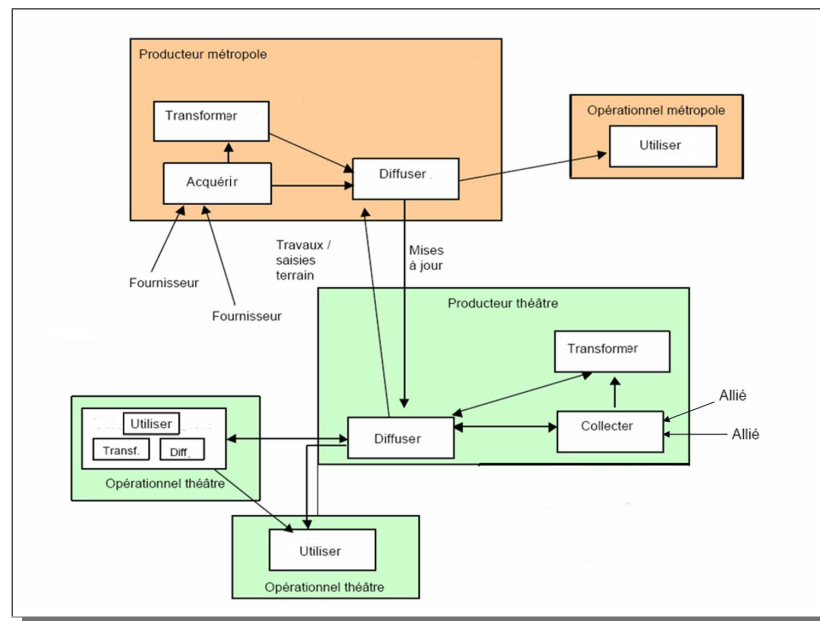 Producteur métropole
Transformer
Acquérir
Diffuser
Opérationnel métropole
Utiliser
Travaux /
saisies
terrain
Mises
à jour
Fournisseur
Fournisseur
Producteur théâtre
Transformer
Collecter
Diffuser
Allié
Allié
Utiliser
Transf.
Diff.
Opérationnel théâtre
Utiliser
Opérationnel théâtre